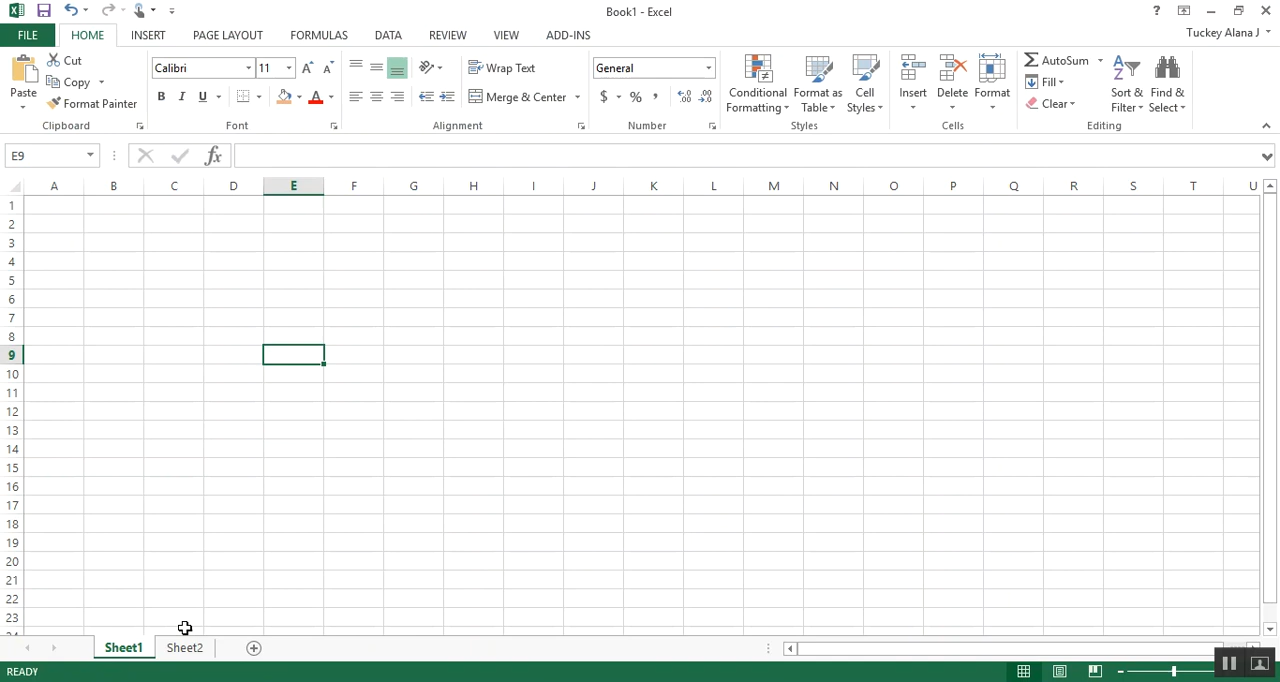 Book1 - Excel
?
FILE HOME INSERT PAGE LAYOUT FORMULAS DATA REVIEW VIEW ADD-INS
Tuckey Alana J
Paste
Cut
Copy
Format Painter
Clipboard
Calibri 11
B I U
Font
Wrap Text
Merge & Center
Alignment
General
$ % ,
Number
Conditional Formatting
Format as Table
Cell Styles
Styles
Insert
Delete
Format
Cells
AutoSum
Fill
Clear
Sort & Filter
Find & Select
Editing
E9
fx
A B C D E F G H I J K L M N O P Q R S T U
1
2
3
4
5
6
7
8
9
10
11
12
13
14
15
16
17
18
19
20
21
22
23
Sheet1 Sheet2
READY